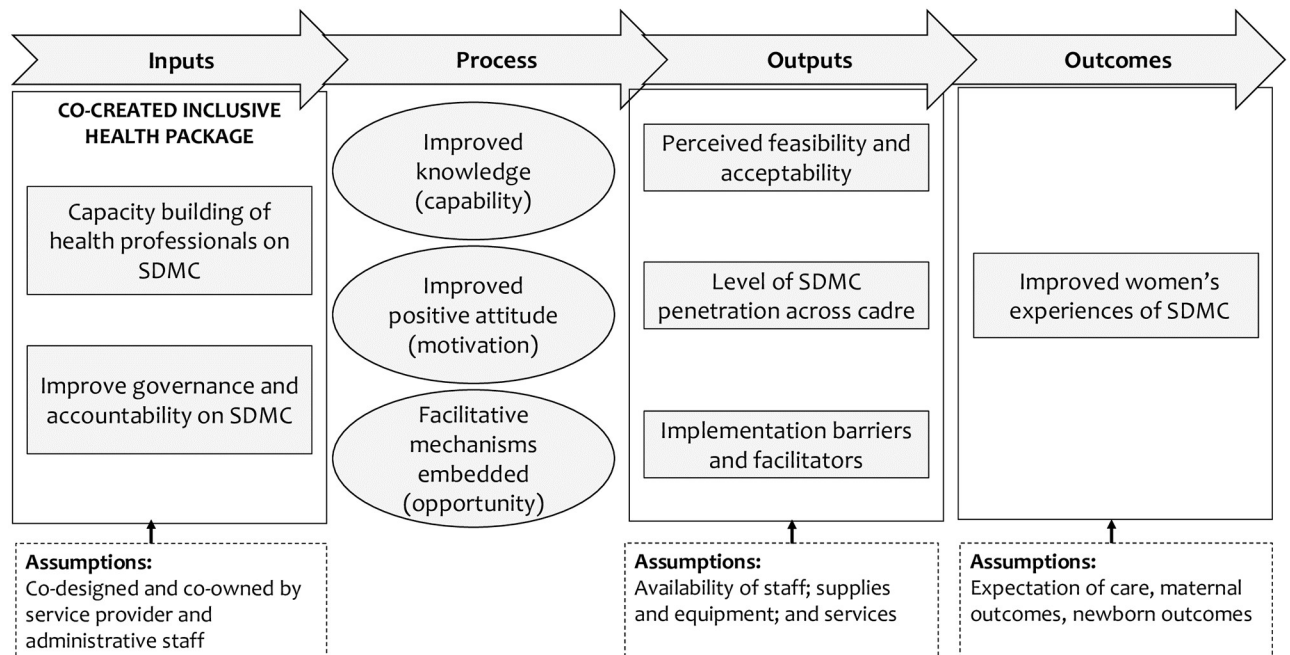 Inputs
Process
Outputs
Outcomes
CO-CREATED INCLUSIVE
HEALTH PACKAGE
Capacity building of
health professionals on
SDMC
Improve governance and
accountability on SDMC
Improved
knowledge
(capability)
Improved
positive attitude
(motivation)
Facilitative
mechanisms
embedded
(opportunity)
Perceived feasibility and
acceptability
Level of SDMC
penetration across cadre
Implementation barriers
and facilitators
Improved women’s
experiences of SDMC
Assumptions:
Co-designed and co-owned by
service provider and
administrative staff
Assumptions:
Availability of staff; supplies
and equipment; and services
Assumptions:
Expectation of care, maternal
outcomes, newborn outcomes